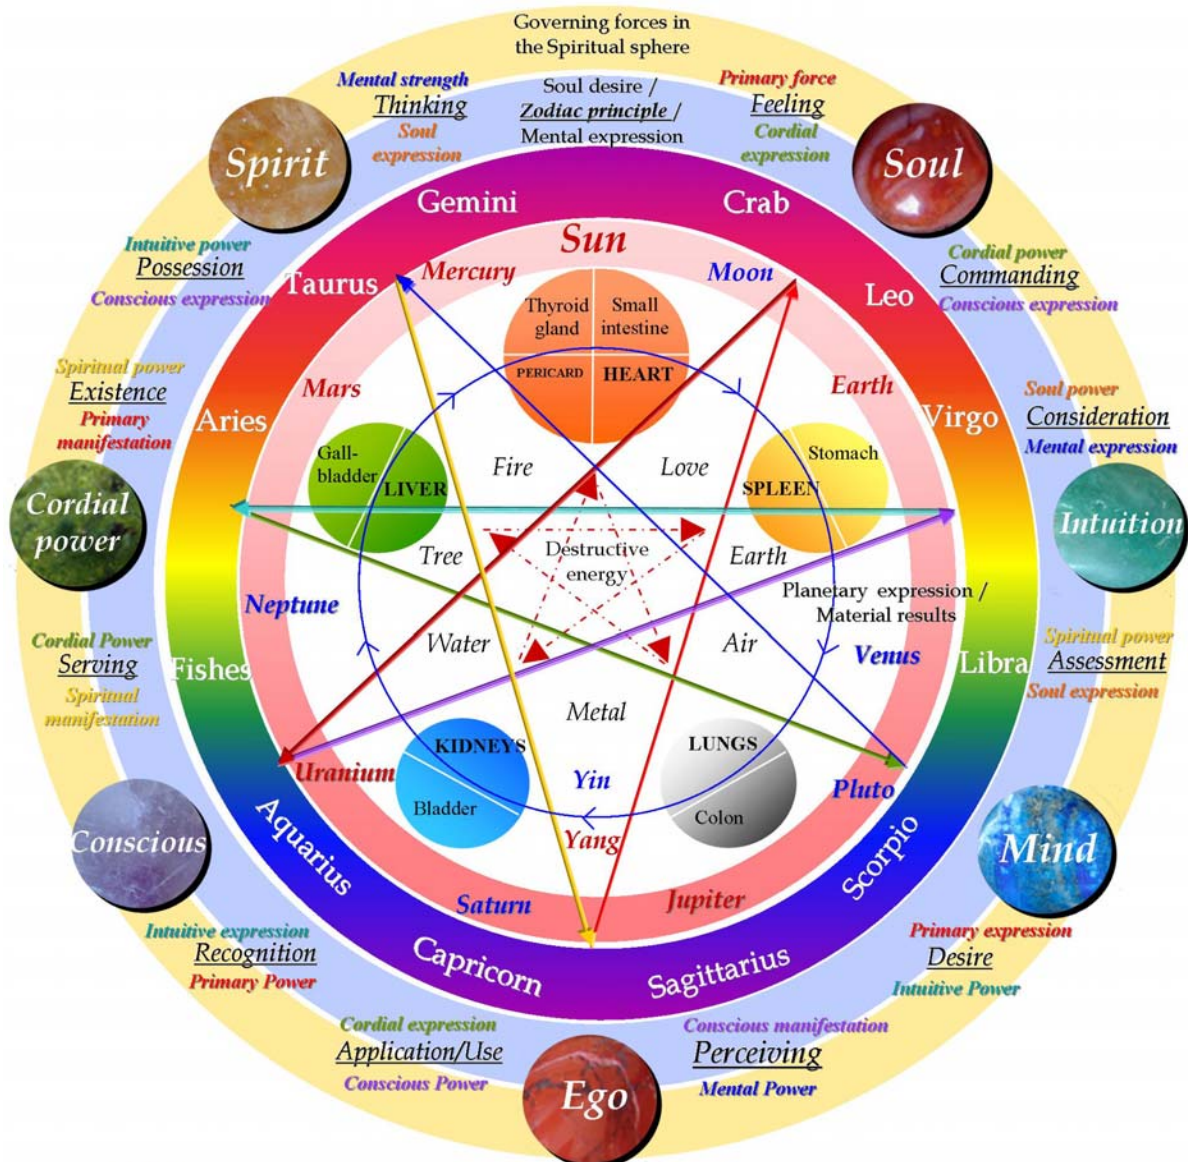 Governing forces in
the Spiritual sphere
Soul desire /
Zodiac principle /
Mental expression
Mental strength
Thinking
Soul
expression
Primary force
Feeling
Cordial
expression
Spirit
Soul
Gemini
Crab
Intuitive power
Possession
Conscious expression
Cordial power
Commanding
Conscious expression
Taurus
Leo
Sun
Mercury
Moon
Thyroid
gland
Small
intestine
PERICARD
HEART
Spiritual power
Existence
Primary
manifestation
Soul power
Consideration
Mental expression
Mars
Earth
Aries
Virgo
Gall-
bladder
LIVER
Fire
Love
Stomach
SPLEEN
Cordial
power
Intuition
Tree
Destructive
energy
Earth
Neptune
Planetary expression /
Material results
Water
Air
Venus
Cordial Power
Serving
Spiritual
manifestation
Spiritual power
Assessment
Soul expression
Fishes
Libra
Metal
KIDNEYS
Bladder
LUNGS
Colon
Uranium
Yin
Pluto
Yang
Conscious
Mind
Aquarius
Scorpio
Saturn
Jupiter
Capricorn
Sagittarius
Intuitive expression
Recognition
Primary Power
Primary expression
Desire
Intuitive Power
Cordial expression
Application/Use
Conscious Power
Conscious manifestation
Perceiving
Mental Power
Ego